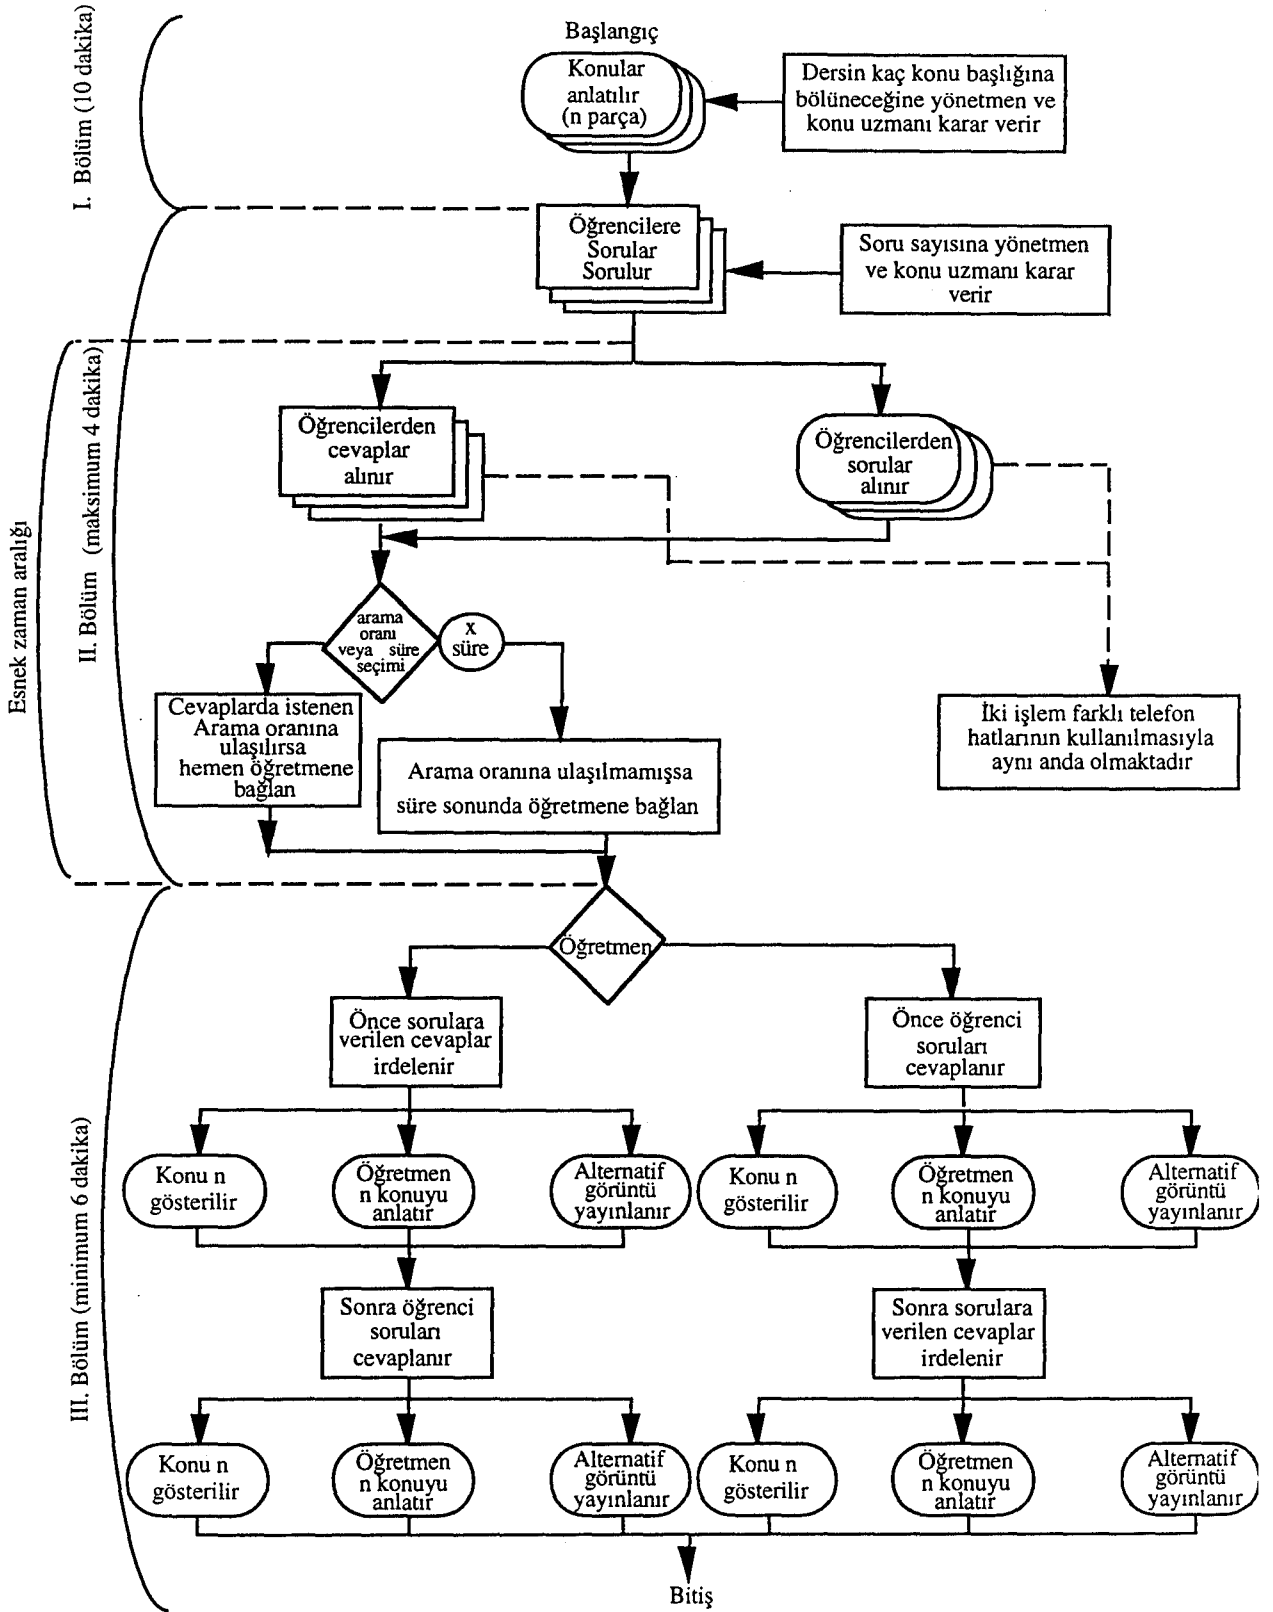 Başlangıç
Konular
anlatılır
(n parça)
Dersin kaç konu başlığına
bölüneceğine yönetmen ve
konu uzmanı karar verir
I. Bölüm (10 dakika)
Öğrencilere
Sorular
Sorulur
Soru sayısına yönetmen
ve konu uzmanı karar
verir
Esnek zaman aralığı
II. Bölüm (maksimum 4 dakika)
Öğrencilerden
cevaplar
alınır
Öğrencilerden
sorular
alınır
arama
oranı
veya süre
seçimi
x
süre
Cevaplarda istenen
Arama oranına
ulaşılırsa
hemen öğretmene
bağlan
Arama oranına ulaşılmamışsa
süre sonunda öğretmene bağlan
İki işlem farklı telefon
hatlarının kullanılmasıyla
aynı anda olmaktadır
III. Bölüm (minimum 6 dakika)
Öğretmen
Önce sorulara
verilen cevaplar
irdelenir
Önce öğrenci
soruları
cevaplanır
Konu n
gösterilir
Öğretmen
n konuyu
anlatır
Alternatif
görüntü
yayınlanır
Konu n
gösterilir
Öğretmen
n konuyu
anlatır
Alternatif
görüntü
yayınlanır
Sonra öğrenci
soruları
cevaplanır
Sonra sorulara
verilen cevaplar
irdelenir
Konu n
gösterilir
Öğretmen
n konuyu
anlatır
Alternatif
görüntü
yayınlanır
Konu n
gösterilir
Öğretmen
n konuyu
anlatır
Alternatif
görüntü
yayınlanır
Bitiş